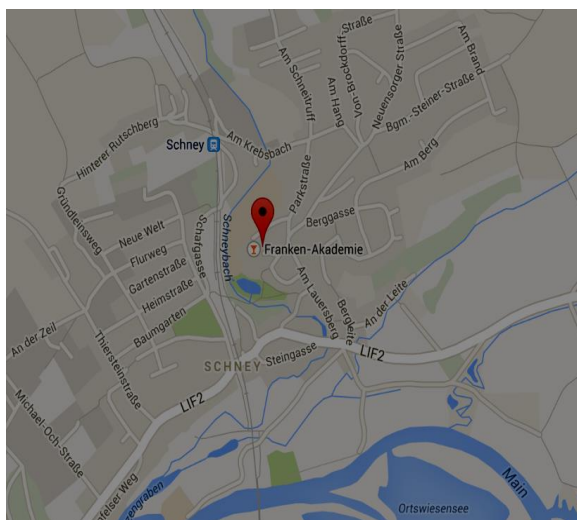 Am Schneitruff
Am Hang
Von-Brockdorff-
Neuensorger Straße
Am Brand
Bgm.-Steiner-Straße
Hinterer Rutschberg
Schney
Am Krebsbach
Am Berg
Parkstraße
Gründleinsweg
Neue Welt
Schafgasse
Schneybach
Berggasse
Flurweg
Franken-Akademie
Gartenstraße
Heimstraße
Am Lauersberg
Bergleite
An der Leite
Baumgarten
An der Zeil
Thiersteinstraße
SCHNEY
Steingasse
LIF2
LIF2
Michael-Och-Straße
Weg
graben
Main
Ortswiesensee